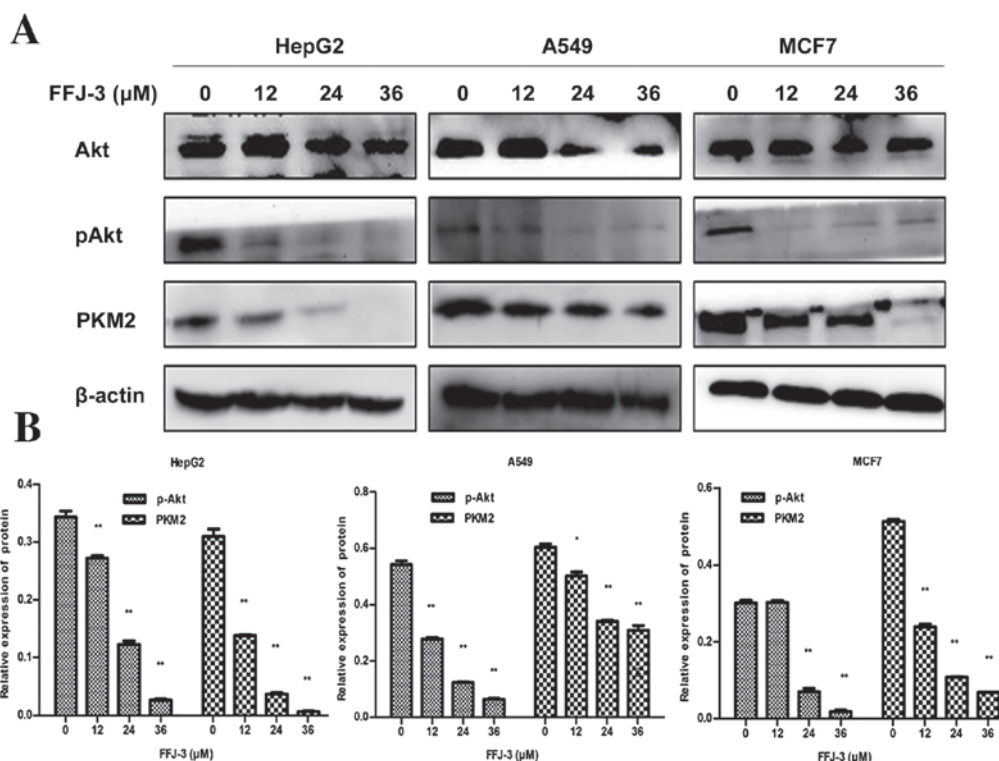 A
HepG2 A549 MCF7
FFJ-3 (µM) 0 12 24 36 0 12 24 36 0 12 24 36
Akt
pAkt
PKM2
β-actin
B
HepG2
Relative expression of protein
0.4
0.3
0.2
0.1
0.0
p-Akt
PKM2
** ** ** ** ** **
0 12 24 36 0 12 24 36
FFJ-3 (µM)
A549
Relative expression of protein
0.8
0.6
0.4
0.2
0.0
p-Akt
PKM2
** ** ** * ** **
0 12 24 36 0 12 24 36
FFJ-3 (µM)
MCF7
Relative expression of protein
0.6
0.4
0.2
0.0
p-Akt
PKM2
** ** ** ** **
0 12 24 36 0 12 24 36
FFJ-3 (µM)